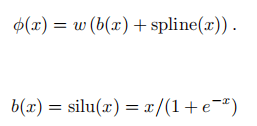 ϕ(x) = w (b(x) + spline(x)) .
b(x) = silu(x) = x/(1 + e⁻ˣ)